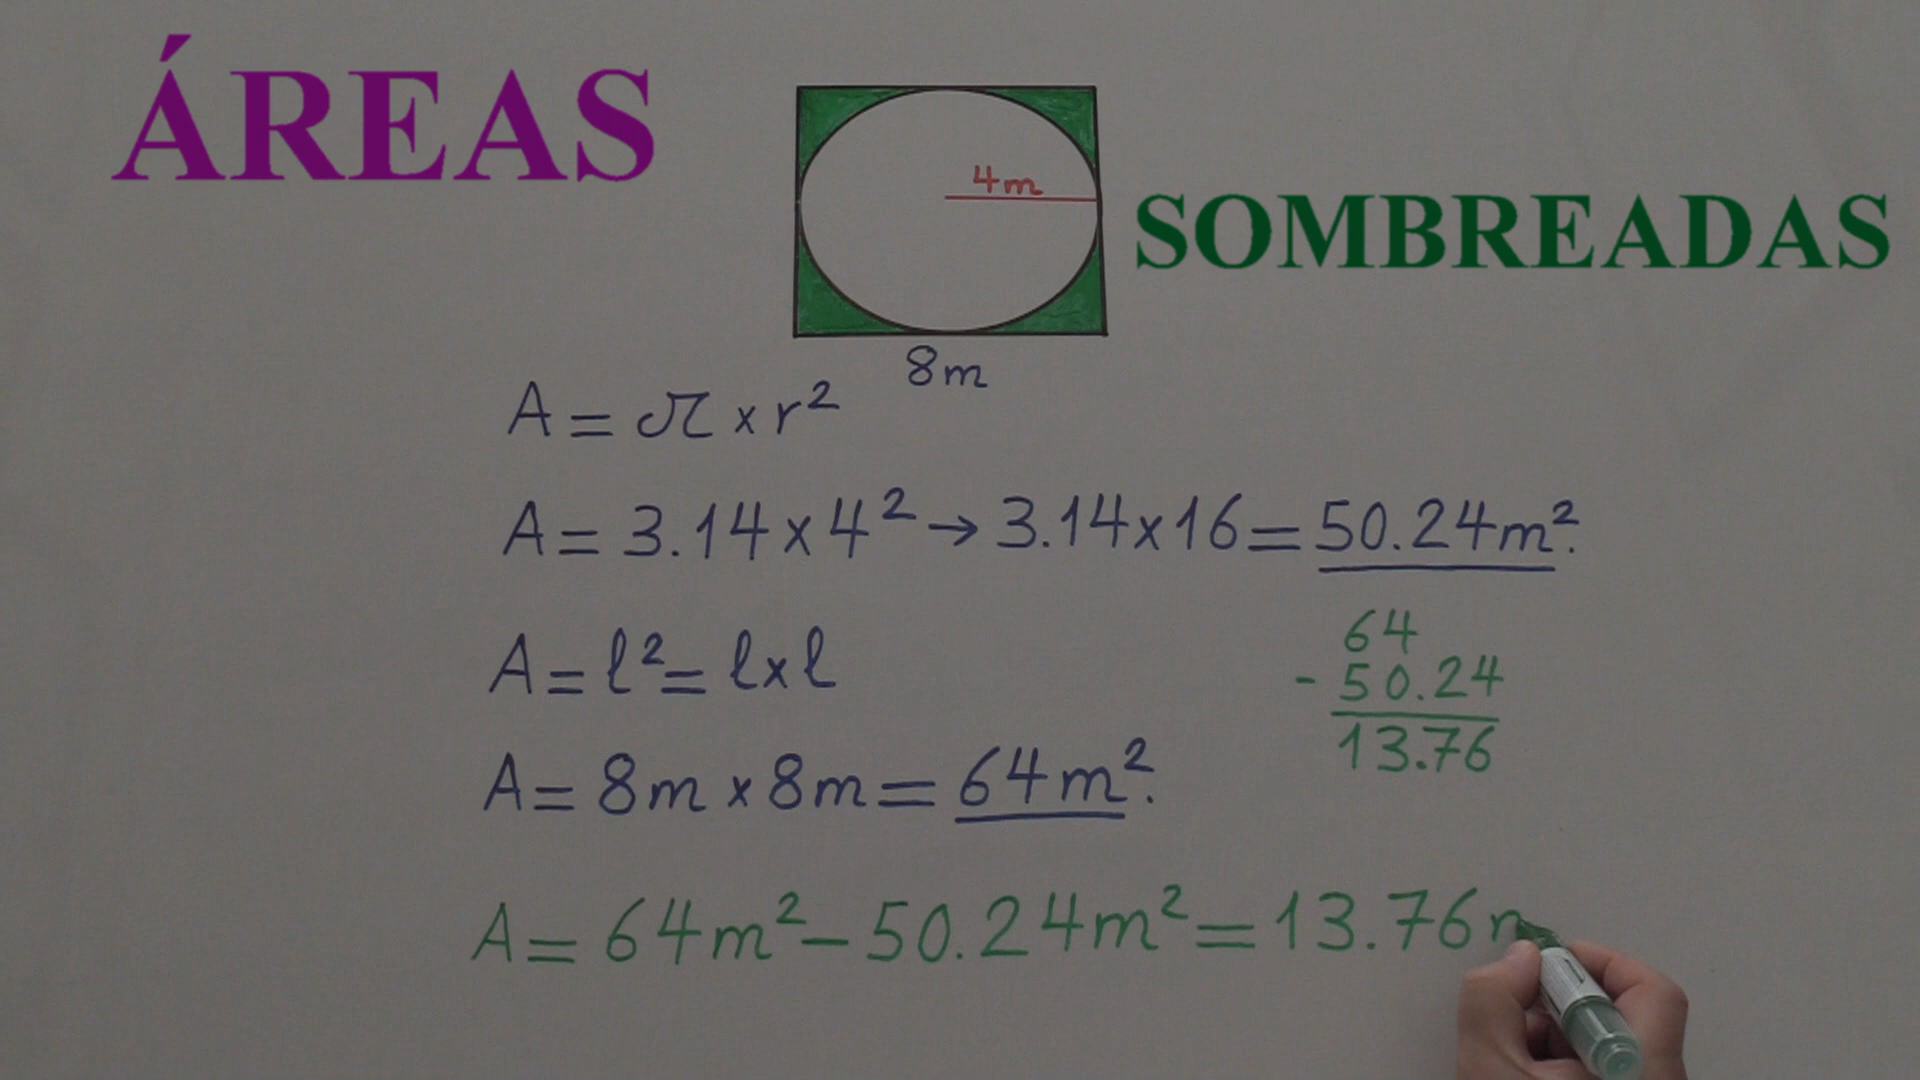 ÁREAS
4m
SOMBREADAS
8m
A = π × r²
A = 3.14 × 4² → 3.14 × 16 = 50.24m².
A = l² = l × l
64
- 50.24
13.76
A = 8m × 8m = 64m².
A = 64m² - 50.24m² = 13.76m